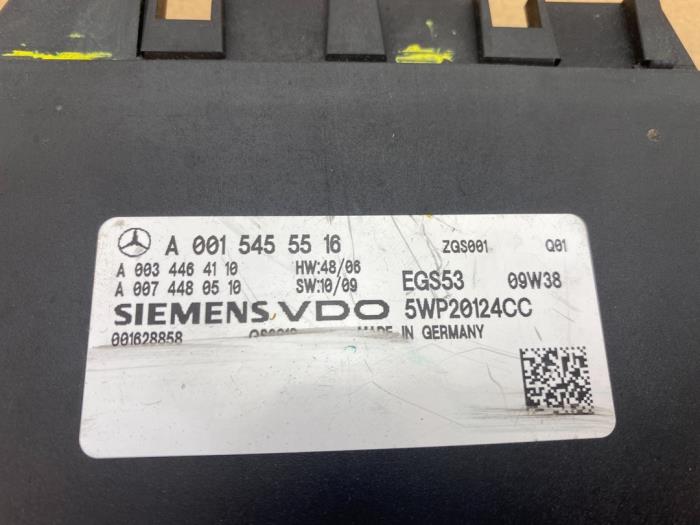 A 001 545 55 16 ZGS001 Q01
A 003 446 41 10 HW:48/06
A 007 448 05 10 SW:10/09 EGS53 09W38
SIEMENS VDO 5WP20124CC
001628858 MADE IN GERMANY